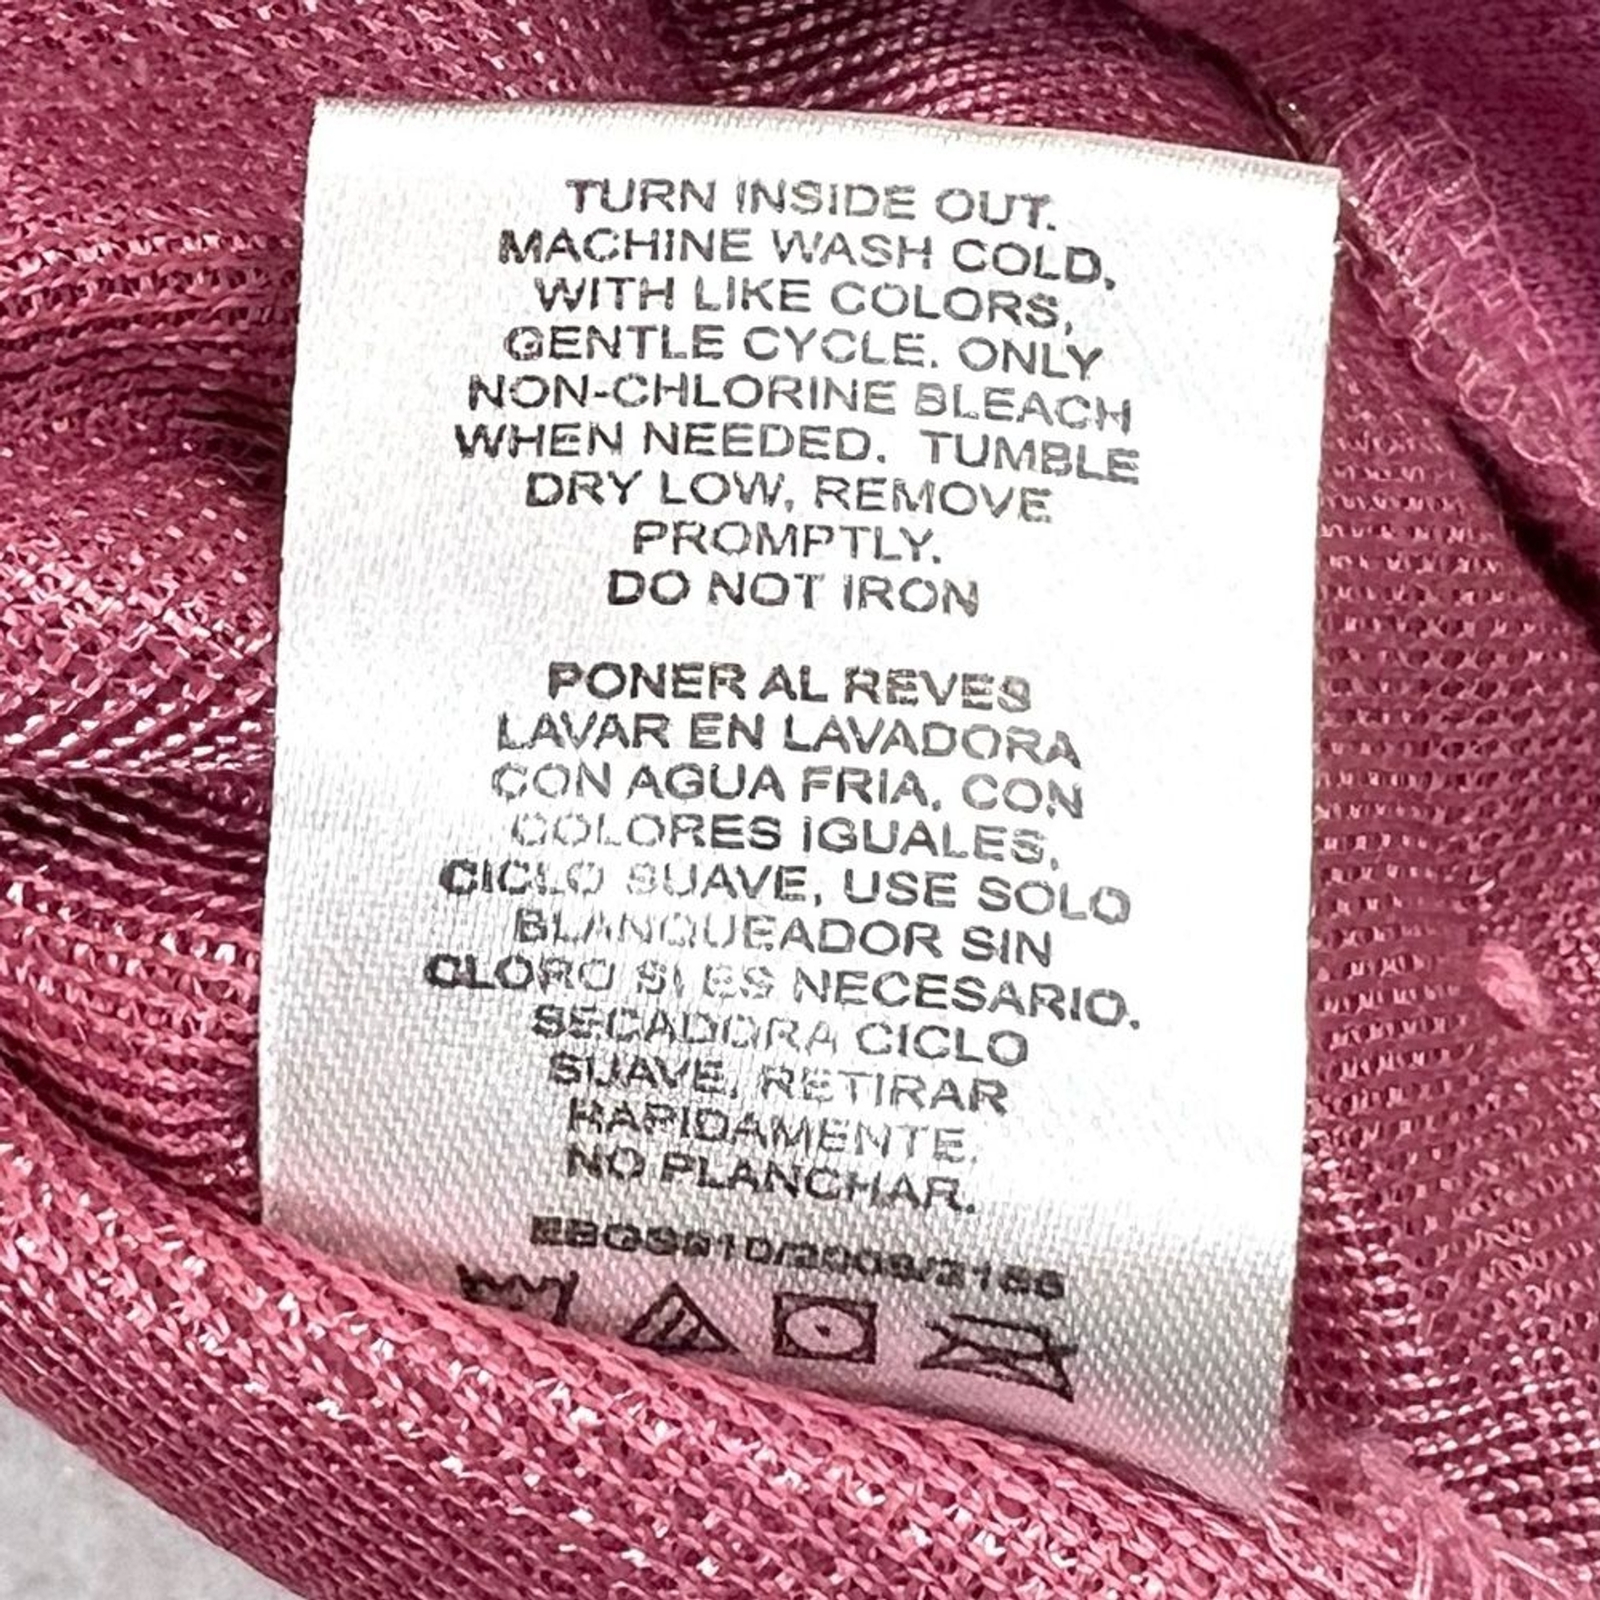 TURN INSIDE OUT.
MACHINE WASH COLD,
WITH LIKE COLORS,
GENTLE CYCLE. ONLY
NON-CHLORINE BLEACH
WHEN NEEDED. TUMBLE
DRY LOW, REMOVE
PROMPTLY.
DO NOT IRON
PONER AL REVES
LAVAR EN LAVADORA
CON AGUA FRIA, CON
COLORES IGUALES,
CICLO SUAVE, USE SOLO
BLANQUEADOR SIN
CLORO SI ES NECESARIO.
SECADORA CICLO
SUAVE, RETIRAR
RAPIDAMENTE.
NO PLANCHAR.